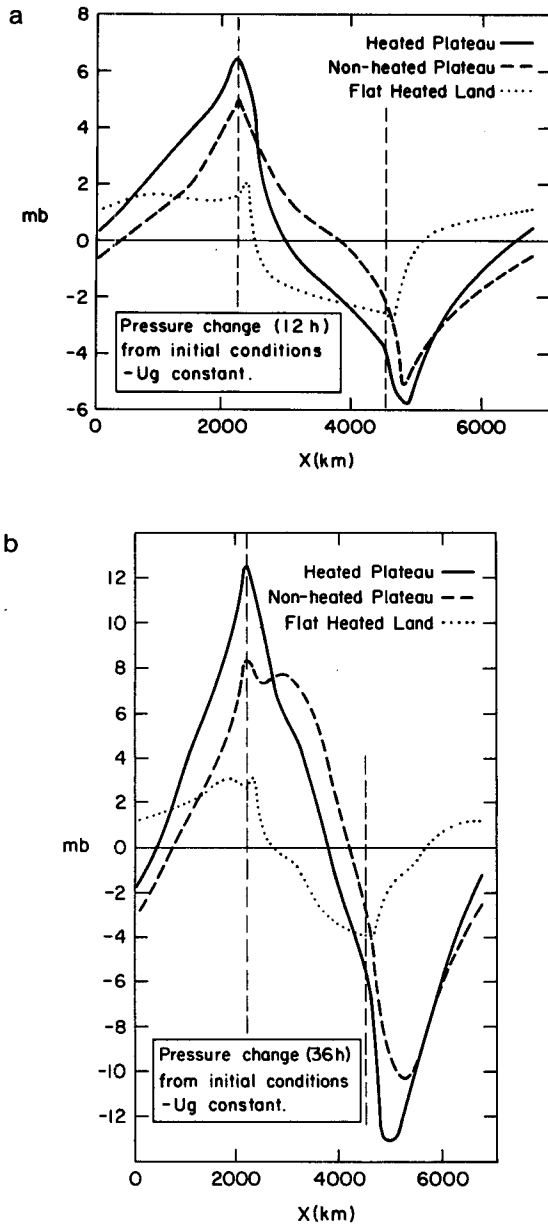 a
8
6
4
2
0
-2
-4
-6
mb
Heated Plateau
Non-heated Plateau
Flat Heated Land
Pressure change (12 h)
from initial conditions
-Ug constant.
0 2000 4000 6000
X(km)
b
12
10
8
6
4
2
0
-2
-4
-6
-8
-10
-12
mb
Heated Plateau
Non-heated Plateau
Flat Heated Land
Pressure change (36h)
from initial conditions
-Ug constant.
0 2000 4000 6000
X(km)